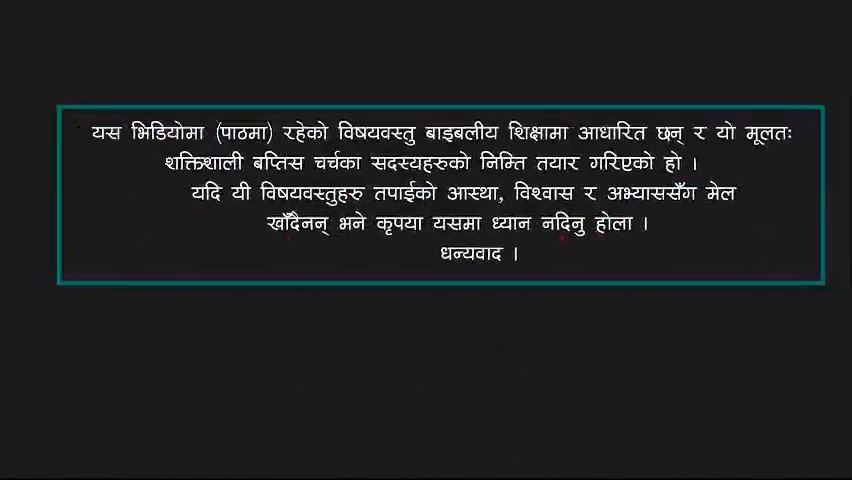 यस भिडियोमा (पाठमा) रहेको विषयवस्तु बाइबलीय शिक्षामा आधारित छन् र यो मूलतः
शक्तिशाली बप्तिस चर्चका सदस्यहरुको निम्ति तयार गरिएको हो ।
यदि यी विषयवस्तुहरु तपाईको आस्था, विश्वास र अभ्याससँग मेल
खाँदैनन् भने कृपया यसमा ध्यान नदिनु होला ।
धन्यवाद ।